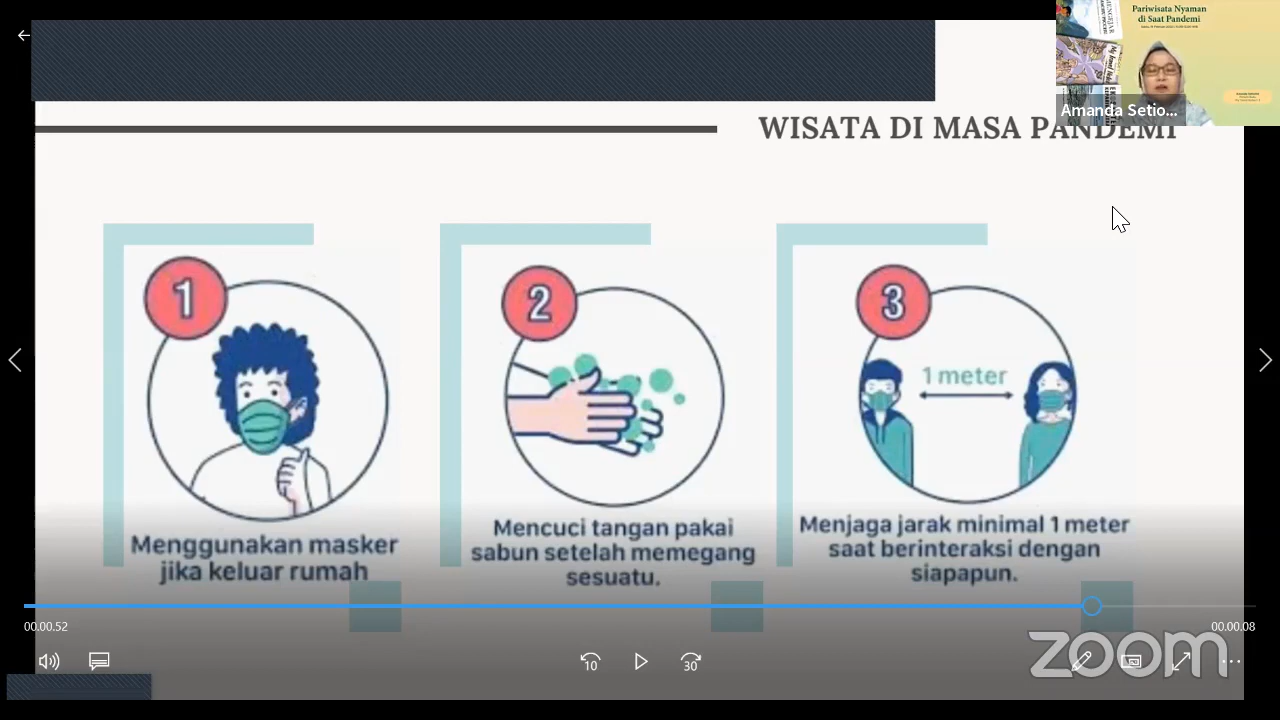 Pariwisata Nyaman
di Saat Pandemi
Amanda Setio...
WISATA DI MASA PANDEMI
1
2
3
1 meter
Menggunakan masker
jika keluar rumah
Mencuci tangan pakai
sabun setelah memegang
sesuatu.
Menjaga jarak minimal 1 meter
saat berinteraksi dengan
siapapun.
00.00.52
00.00.08
10
30
zoom